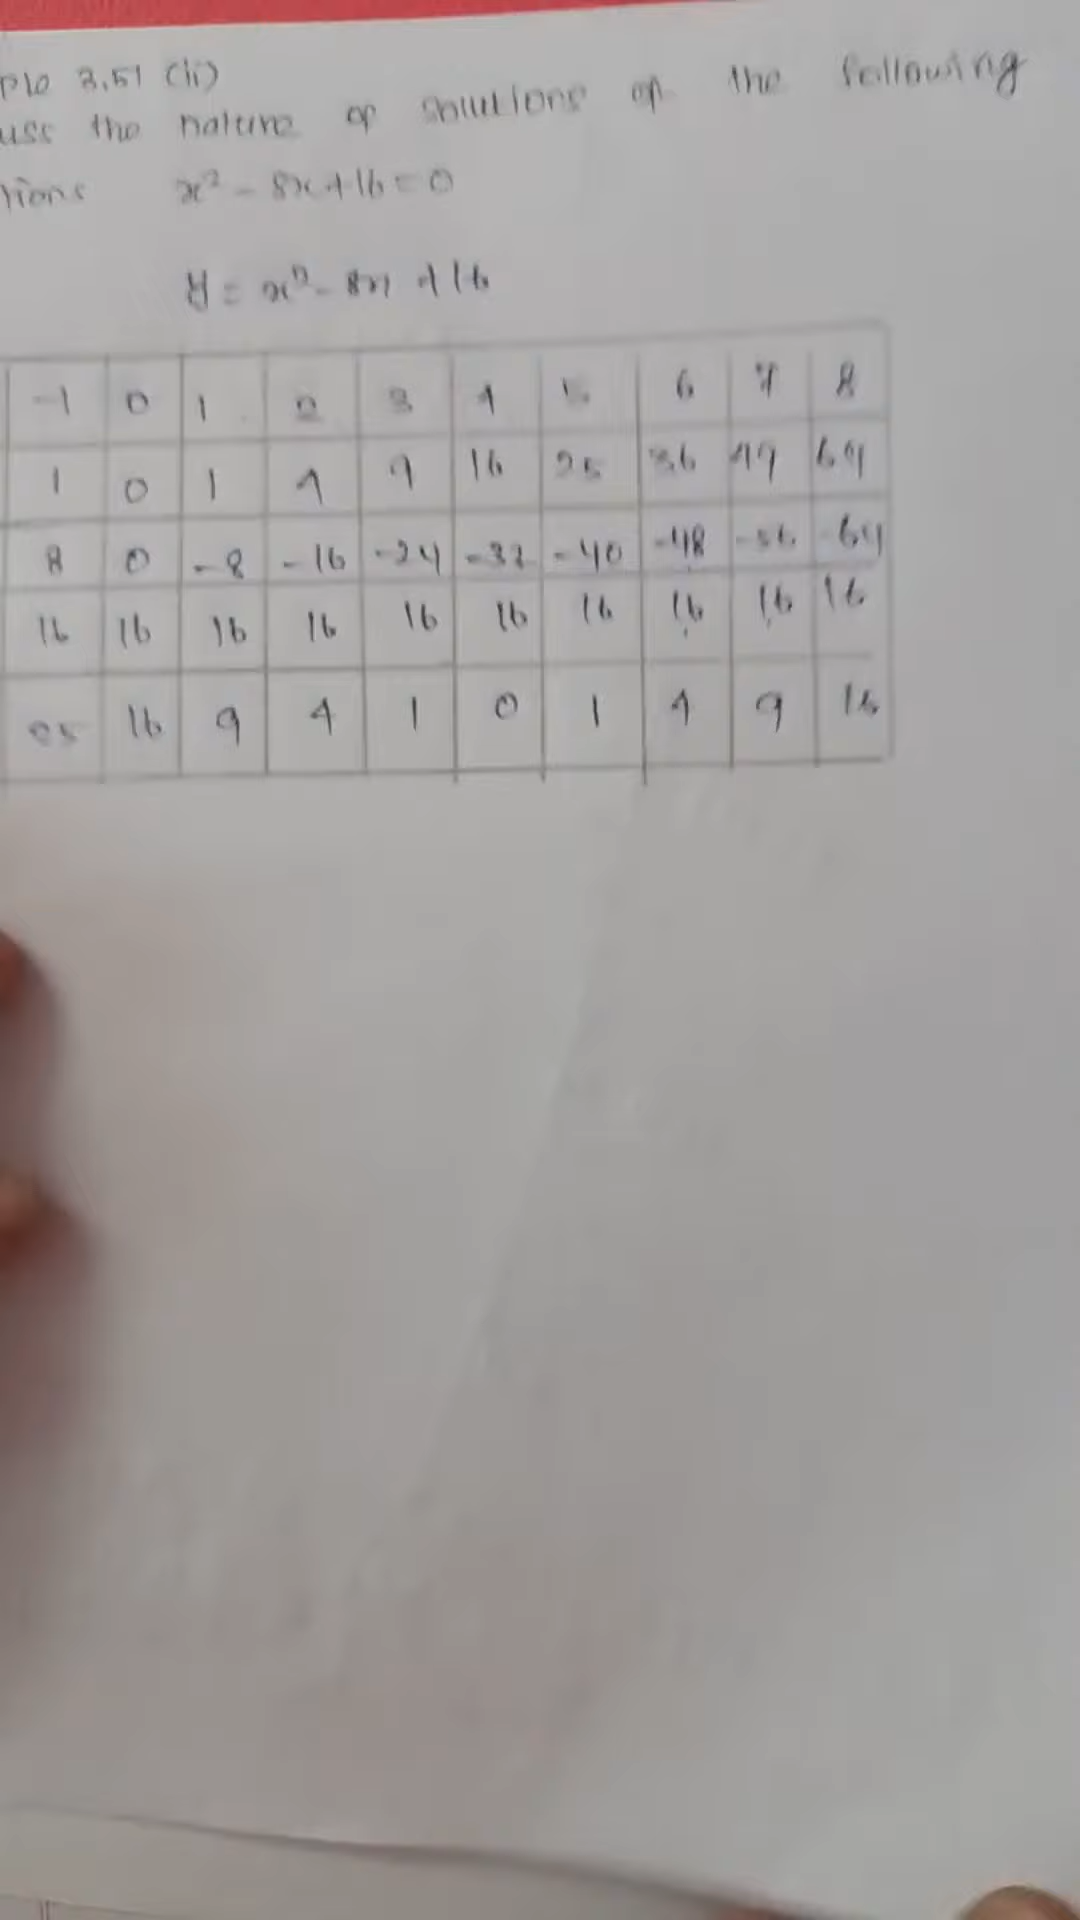 ple 3.51 (ii)
uss the nature of solutions of the following
tions x² - 8x + 16 = 0
y = x² - 8x + 16
-1 0 1 2 3 4 5 6 7 8
1 0 1 4 9 16 25 36 49 64
8 0 -8 -16 -24 -32 -40 -48 -56 -64
16 16 16 16 16 16 16 16 16 16
25 16 9 4 1 0 1 4 9 16